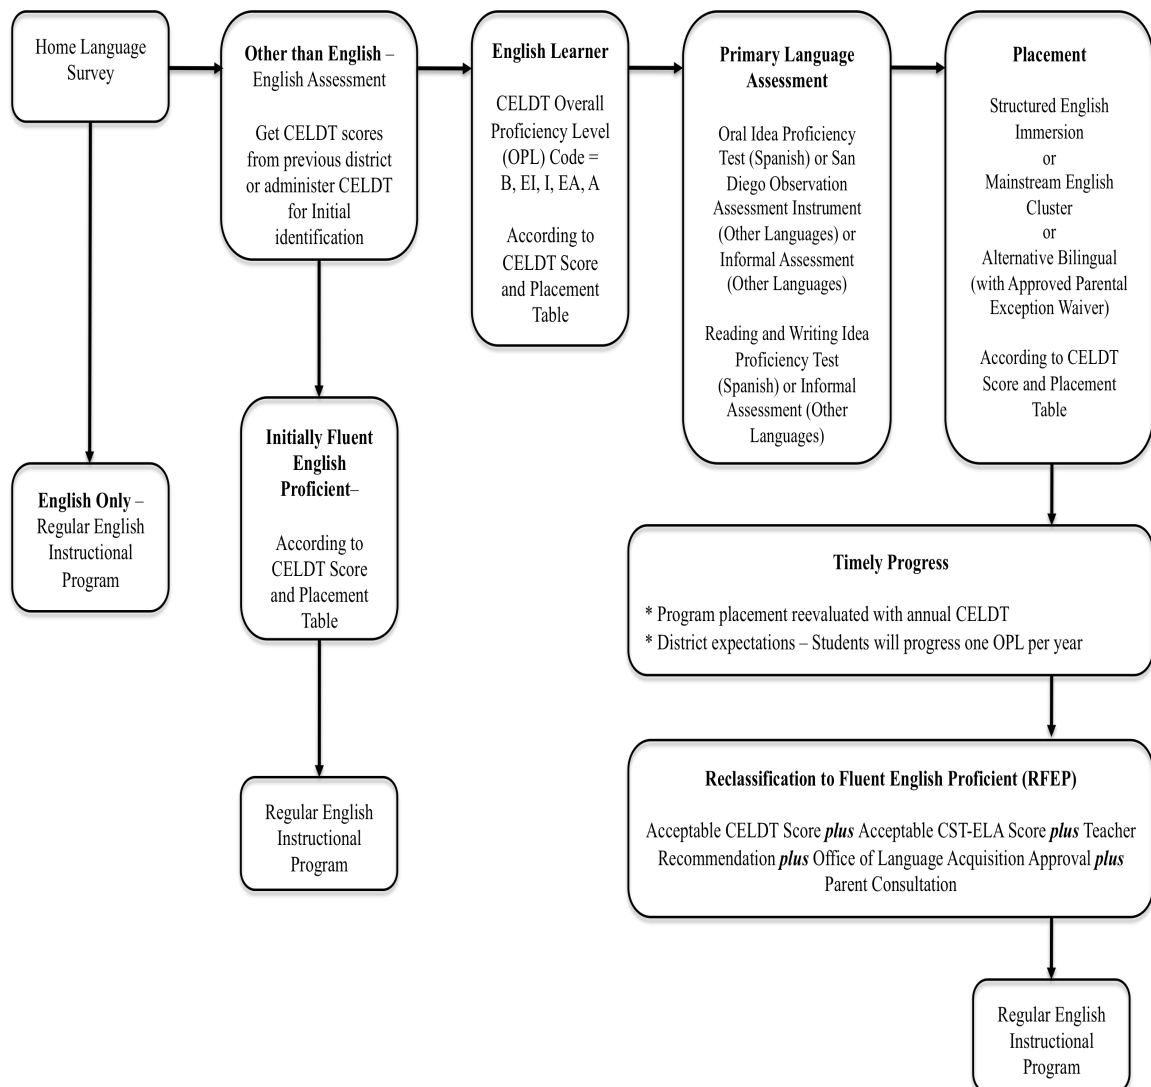 Home Language
Survey
Other than English –
English Assessment
Get CELDT scores
from previous district
or administer CELDT
for Initial
identification
English Learner
CELDT Overall
Proficiency Level
(OPL) Code =
B, EI, I, EA, A
According to
CELDT Score
and Placement
Table
Primary Language
Assessment
Oral Idea Proficiency
Test (Spanish) or San
Diego Observation
Assessment Instrument
(Other Languages) or
Informal Assessment
(Other Languages)
Reading and Writing Idea
Proficiency Test
(Spanish) or Informal
Assessment (Other
Languages)
Placement
Structured English
Immersion
or
Mainstream English
Cluster
or
Alternative Bilingual
(with Approved Parental
Exception Waiver)
According to CELDT
Score and Placement
Table
English Only –
Regular English
Instructional
Program
Initially Fluent
English
Proficient–
According to
CELDT Score
and Placement
Table
Regular English
Instructional
Program
Timely Progress
* Program placement reevaluated with annual CELDT
* District expectations – Students will progress one OPL per year
Reclassification to Fluent English Proficient (RFEP)
Acceptable CELDT Score plus Acceptable CST-ELA Score plus Teacher
Recommendation plus Office of Language Acquisition Approval plus
Parent Consultation
Regular English
Instructional
Program